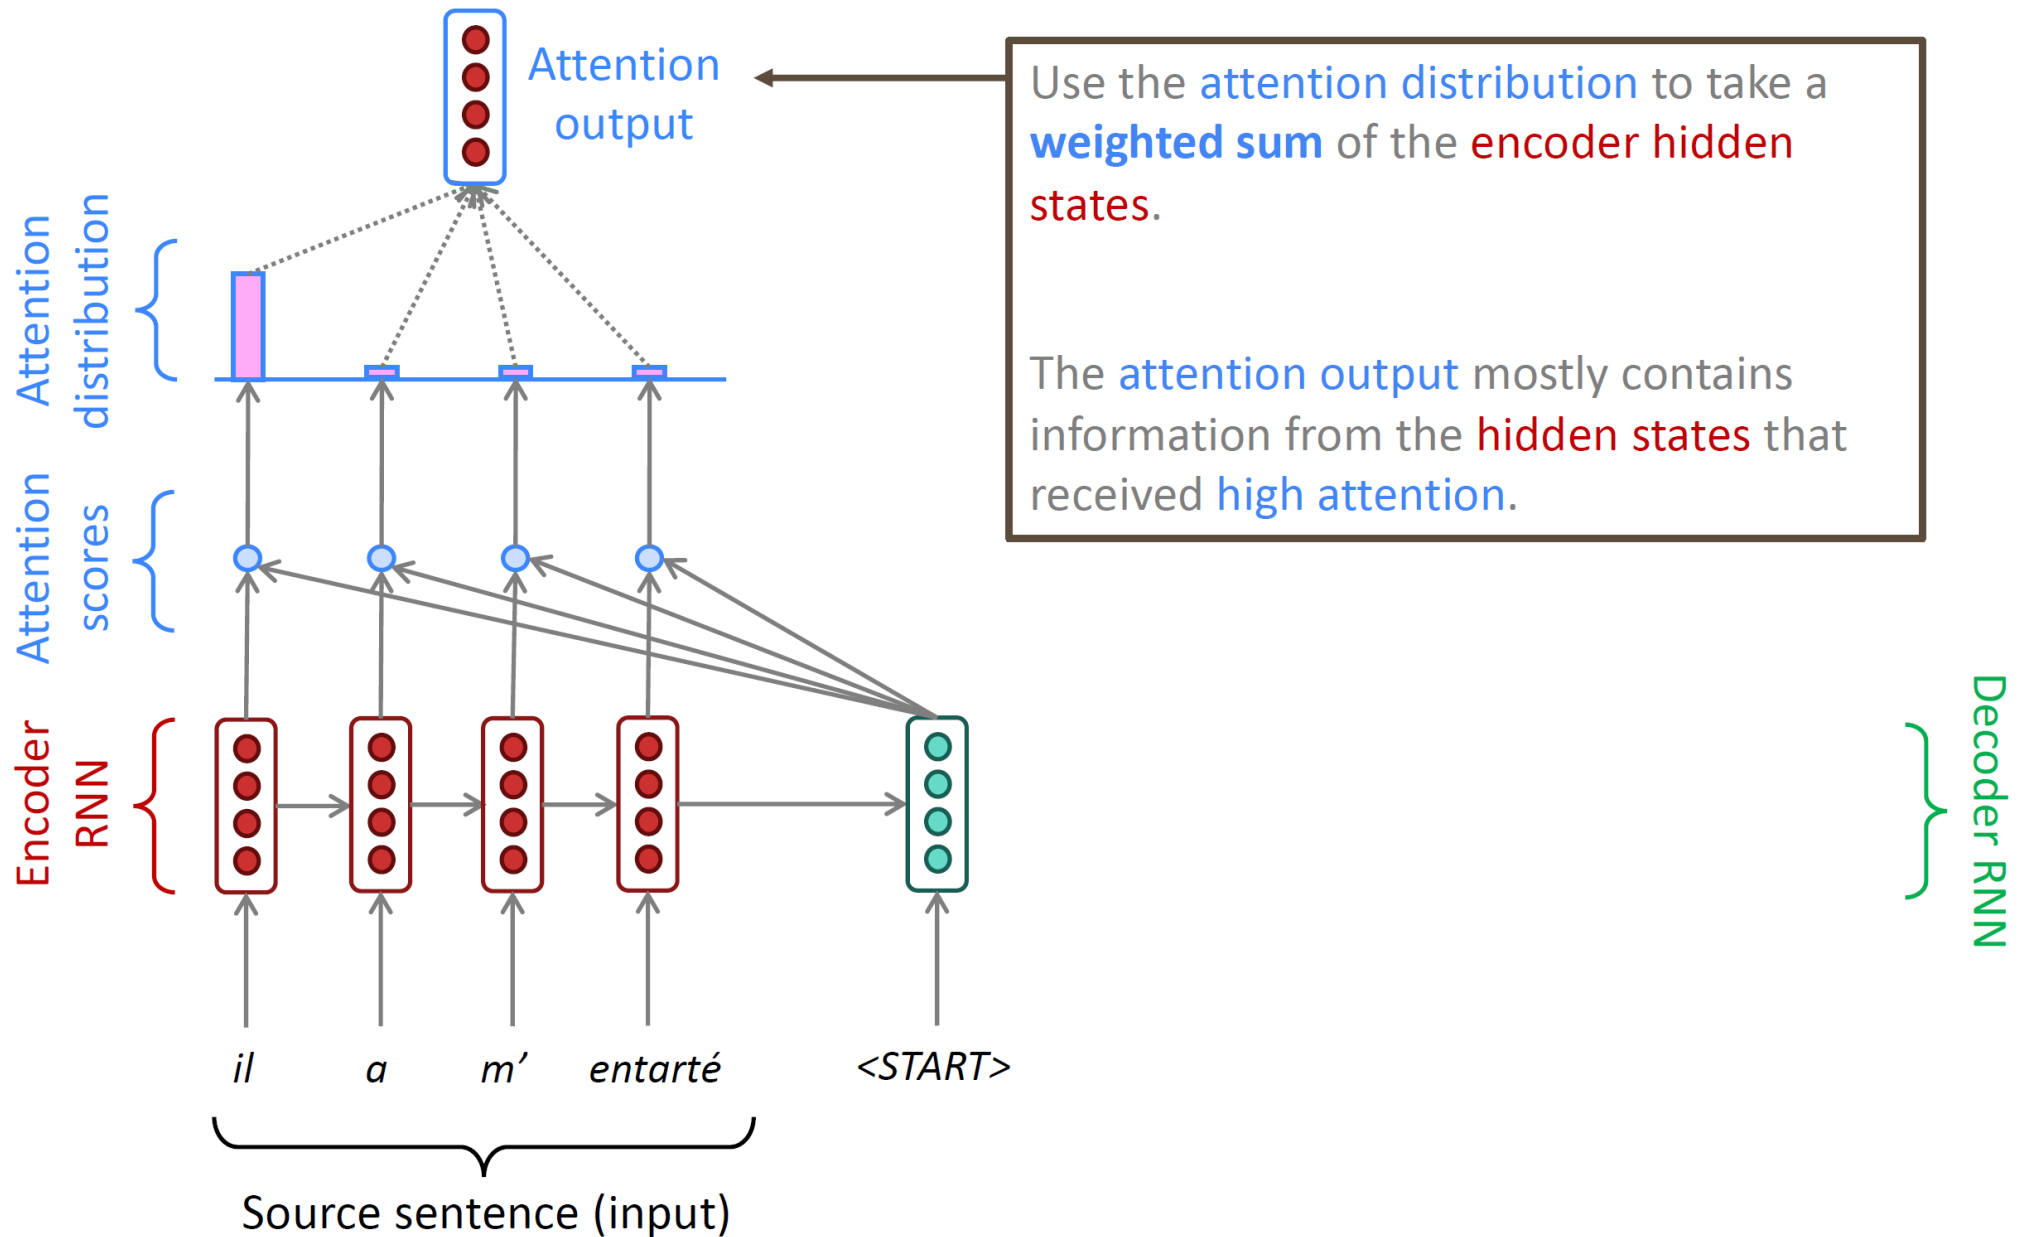 Attention
output
Use the attention distribution to take a
weighted sum of the encoder hidden
states.
The attention output mostly contains
information from the hidden states that
received high attention.
Attention
distribution
Attention
scores
Encoder
RNN
Decoder RNN
il a m’ entarté <START>
Source sentence (input)